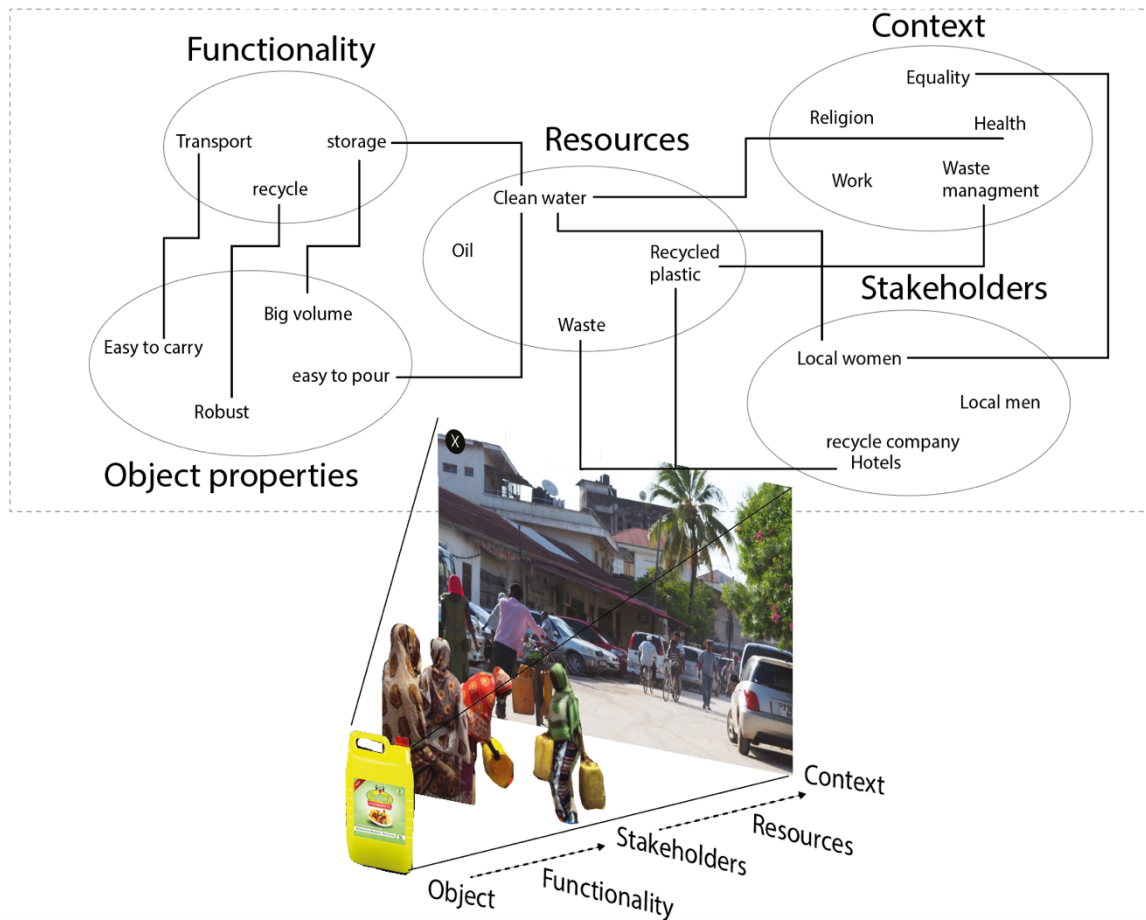 Functionality
Transport
storage
recycle
Context
Equality
Religion
Health
Work
Waste
managment
Resources
Clean water
Oil
Recycled
plastic
Waste
Big volume
Easy to carry
easy to pour
Robust
Object properties
Stakeholders
Local women
Local men
recycle company
Hotels
X
Context
Resources
Stakeholders
Functionality
Object